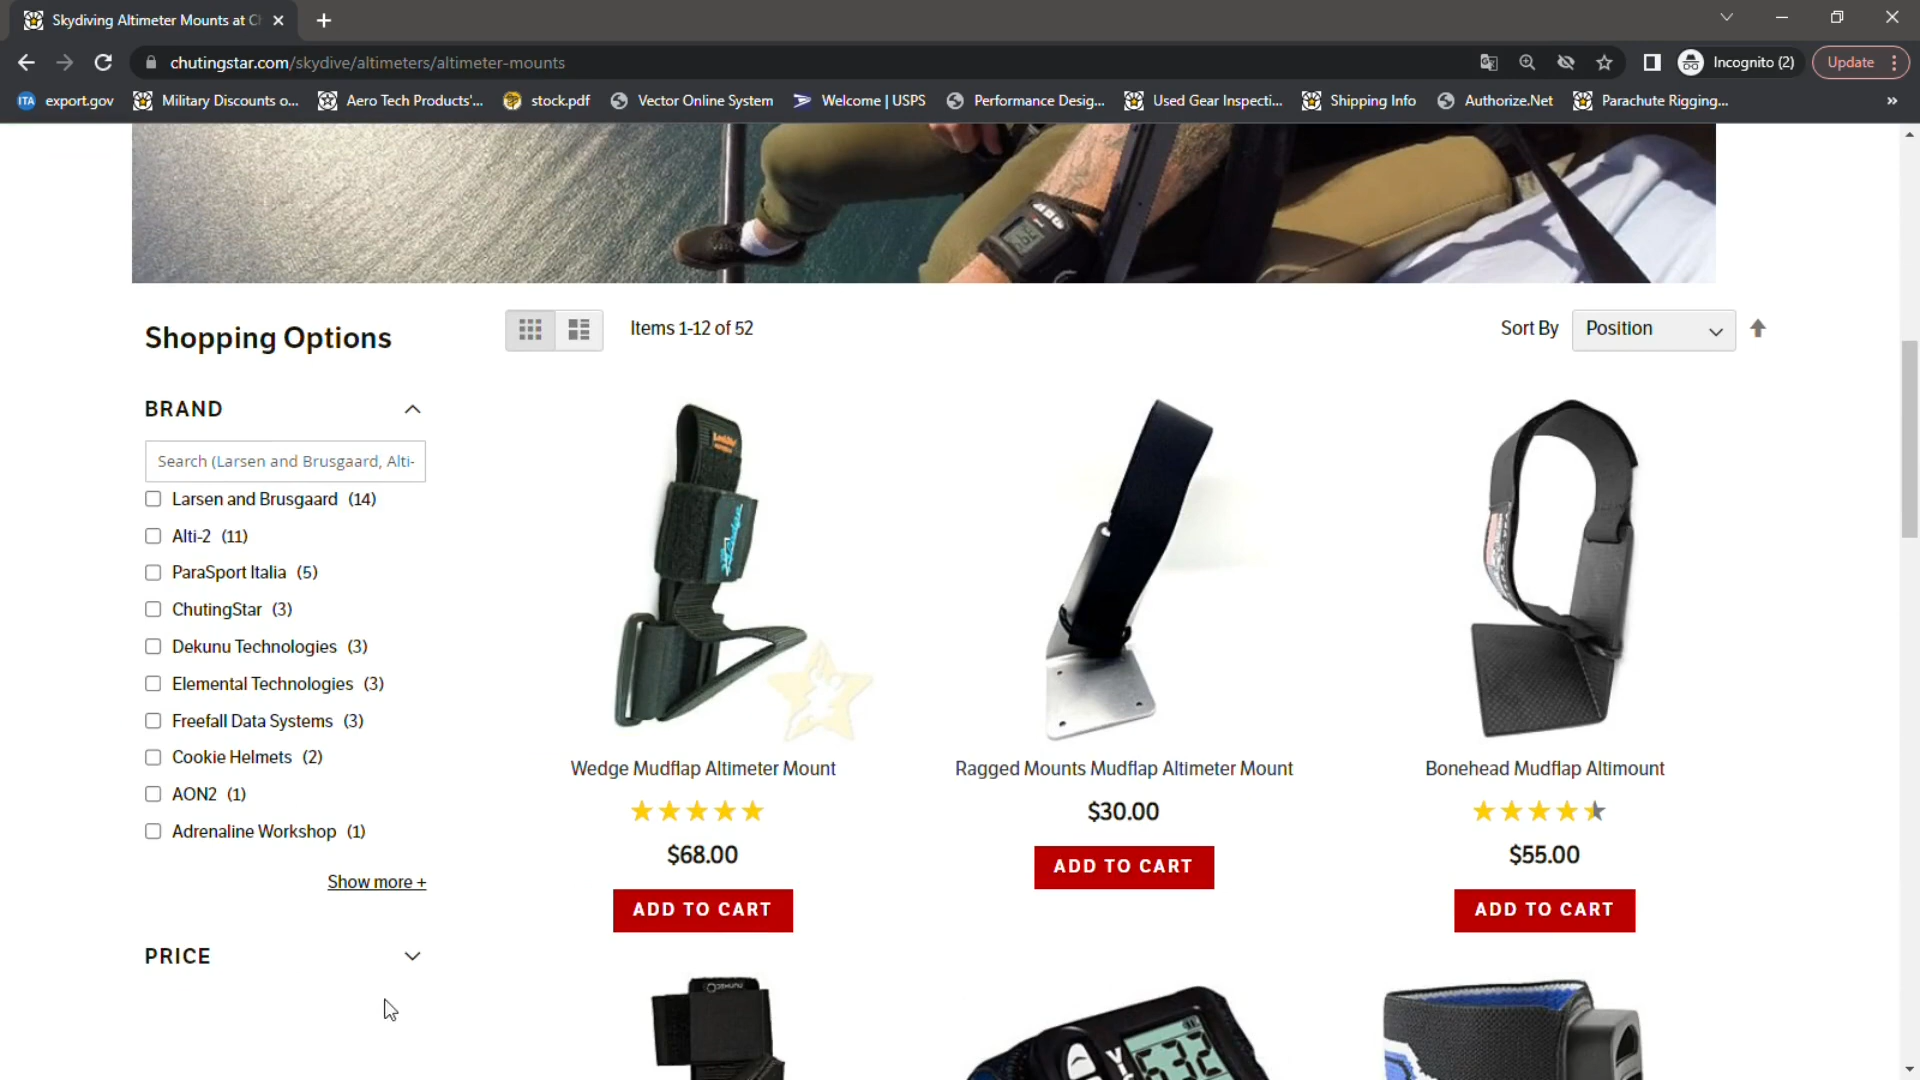 Skydiving Altimeter Mounts at C
chutingstar.com/skydive/altimeters/altimeter-mounts
Incognito (2)
Update
ITA export.gov
Military Discounts o...
Aero Tech Products'...
stock.pdf
Vector Online System
Welcome | USPS
Performance Desig...
Used Gear Inspecti...
Shipping Info
Authorize.Net
Parachute Rigging...
»
Shopping Options
Items 1-12 of 52
Sort By
Position
BRAND
Search (Larsen and Brusgaard, Alti-
Larsen and Brusgaard (14)
Alti-2 (11)
ParaSport Italia (5)
ChutingStar (3)
Dekunu Technologies (3)
Elemental Technologies (3)
Freefall Data Systems (3)
Cookie Helmets (2)
AON2 (1)
Adrenaline Workshop (1)
Show more +
PRICE
Wedge Mudflap Altimeter Mount
$68.00
ADD TO CART
Ragged Mounts Mudflap Altimeter Mount
$30.00
ADD TO CART
Bonehead Mudflap Altimount
$55.00
ADD TO CART